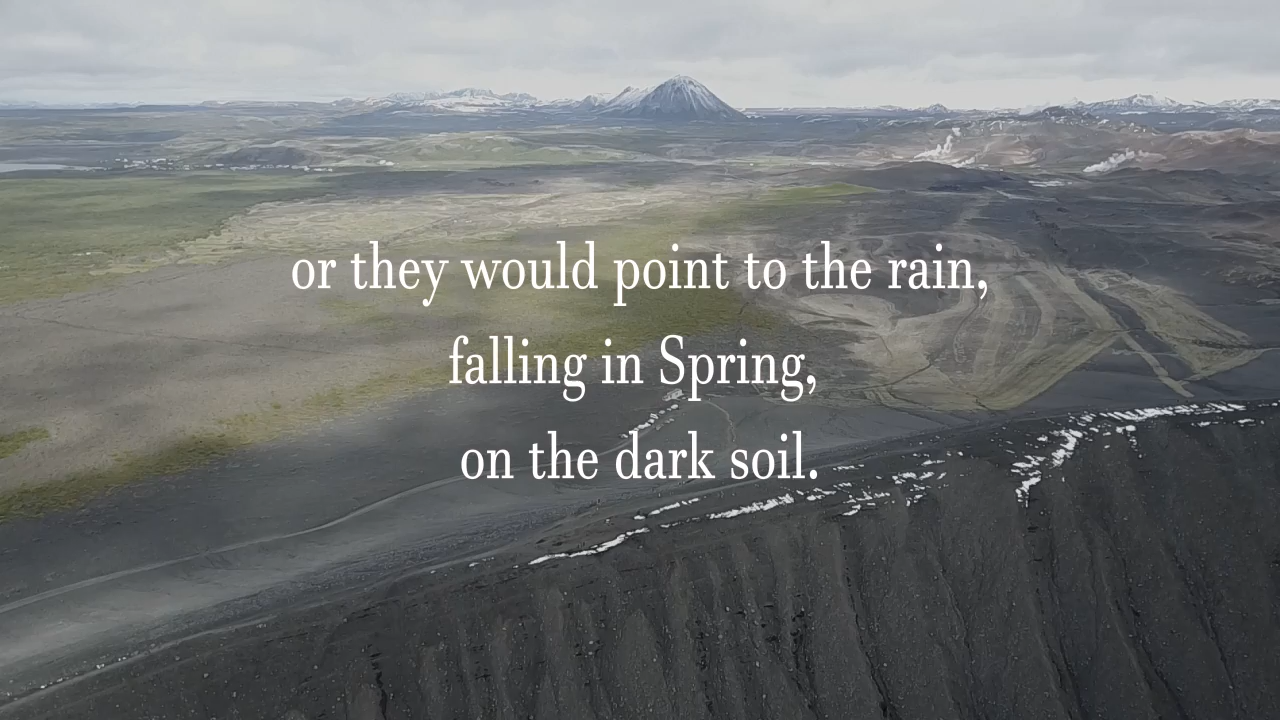 or they would point to the rain,
falling in Spring,
on the dark soil.